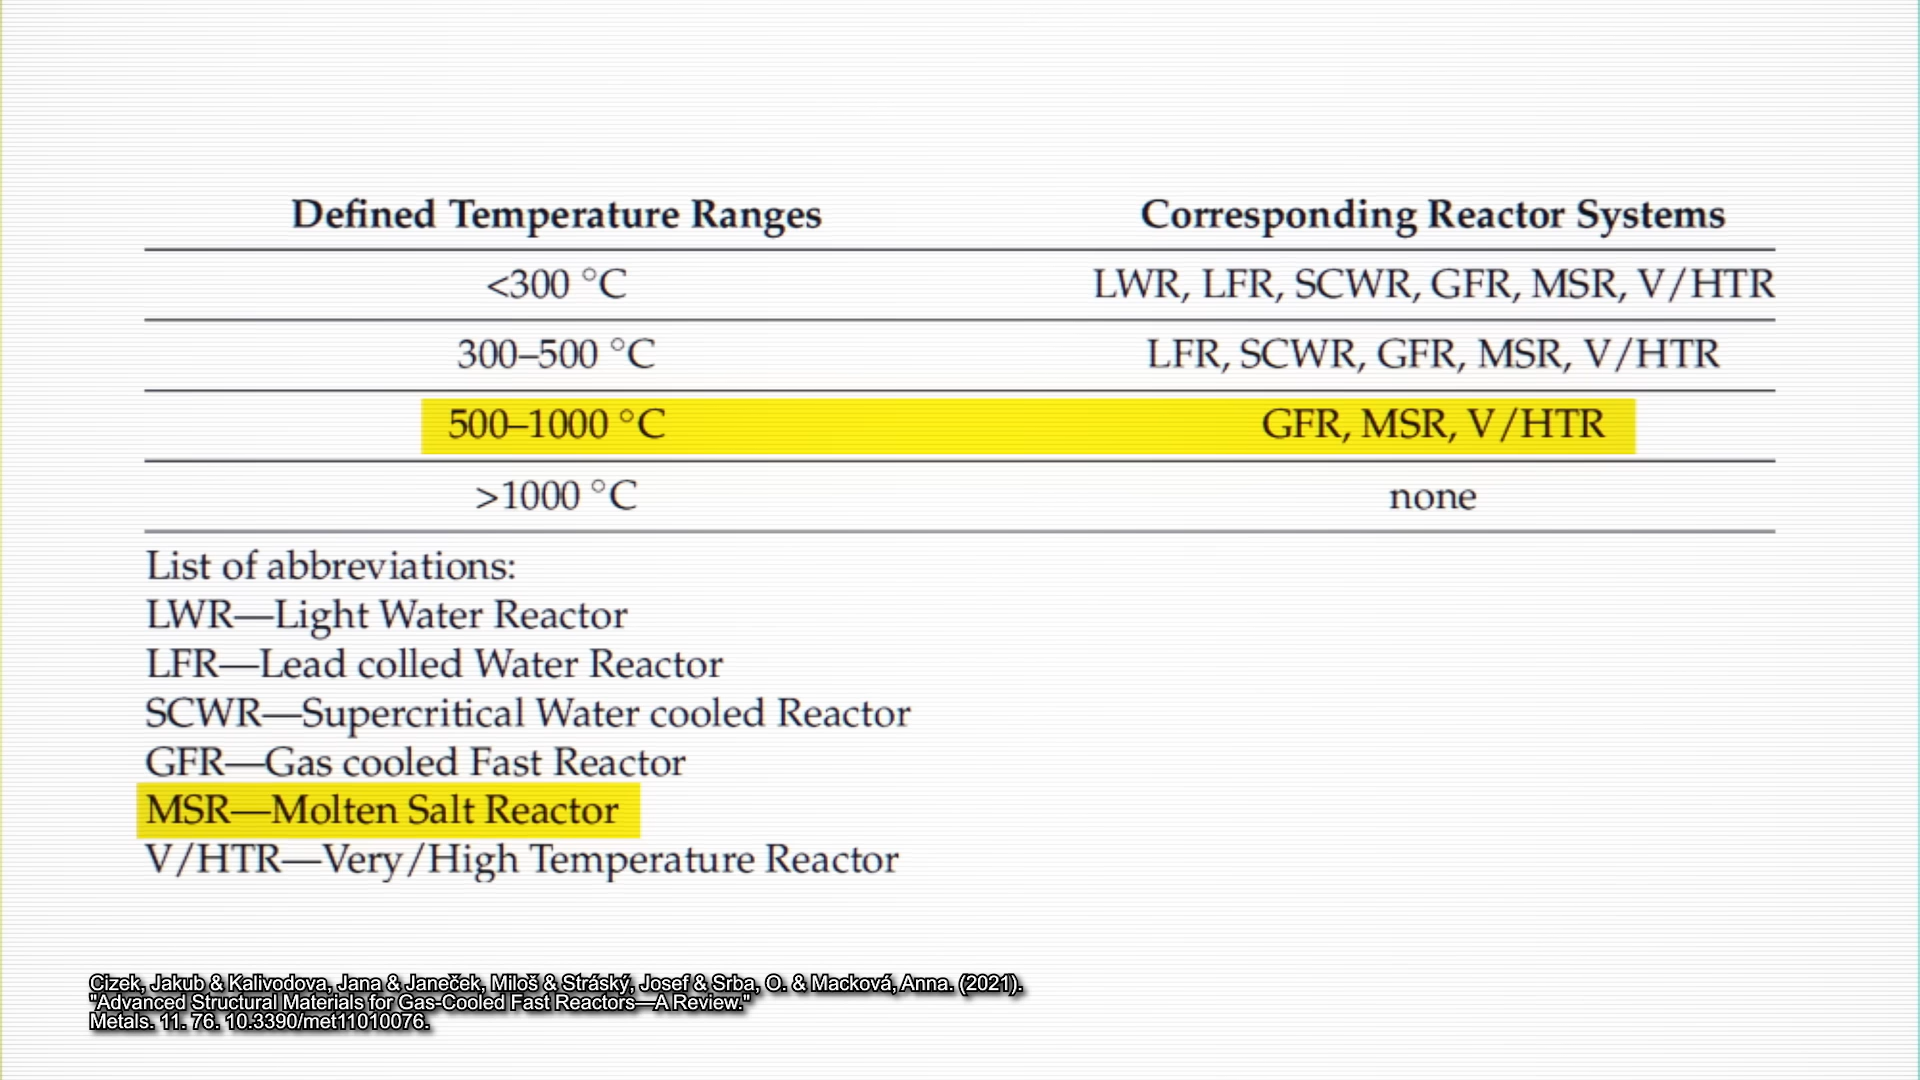 Defined Temperature Ranges Corresponding Reactor Systems
<300 °C LWR, LFR, SCWR, GFR, MSR, V/HTR
300–500 °C LFR, SCWR, GFR, MSR, V/HTR
500–1000 °C GFR, MSR, V/HTR
>1000 °C none
List of abbreviations:
LWR—Light Water Reactor
LFR—Lead colled Water Reactor
SCWR—Supercritical Water cooled Reactor
GFR—Gas cooled Fast Reactor
MSR—Molten Salt Reactor
V/HTR—Very/High Temperature Reactor
Cizek, Jakub & Kalivodova, Jana & Janeček, Miloš & Stráský, Josef & Srba, O. & Macková, Anna. (2021).
"Advanced Structural Materials for Gas-Cooled Fast Reactors—A Review."
Metals. 11. 76. 10.3390/met11010076.